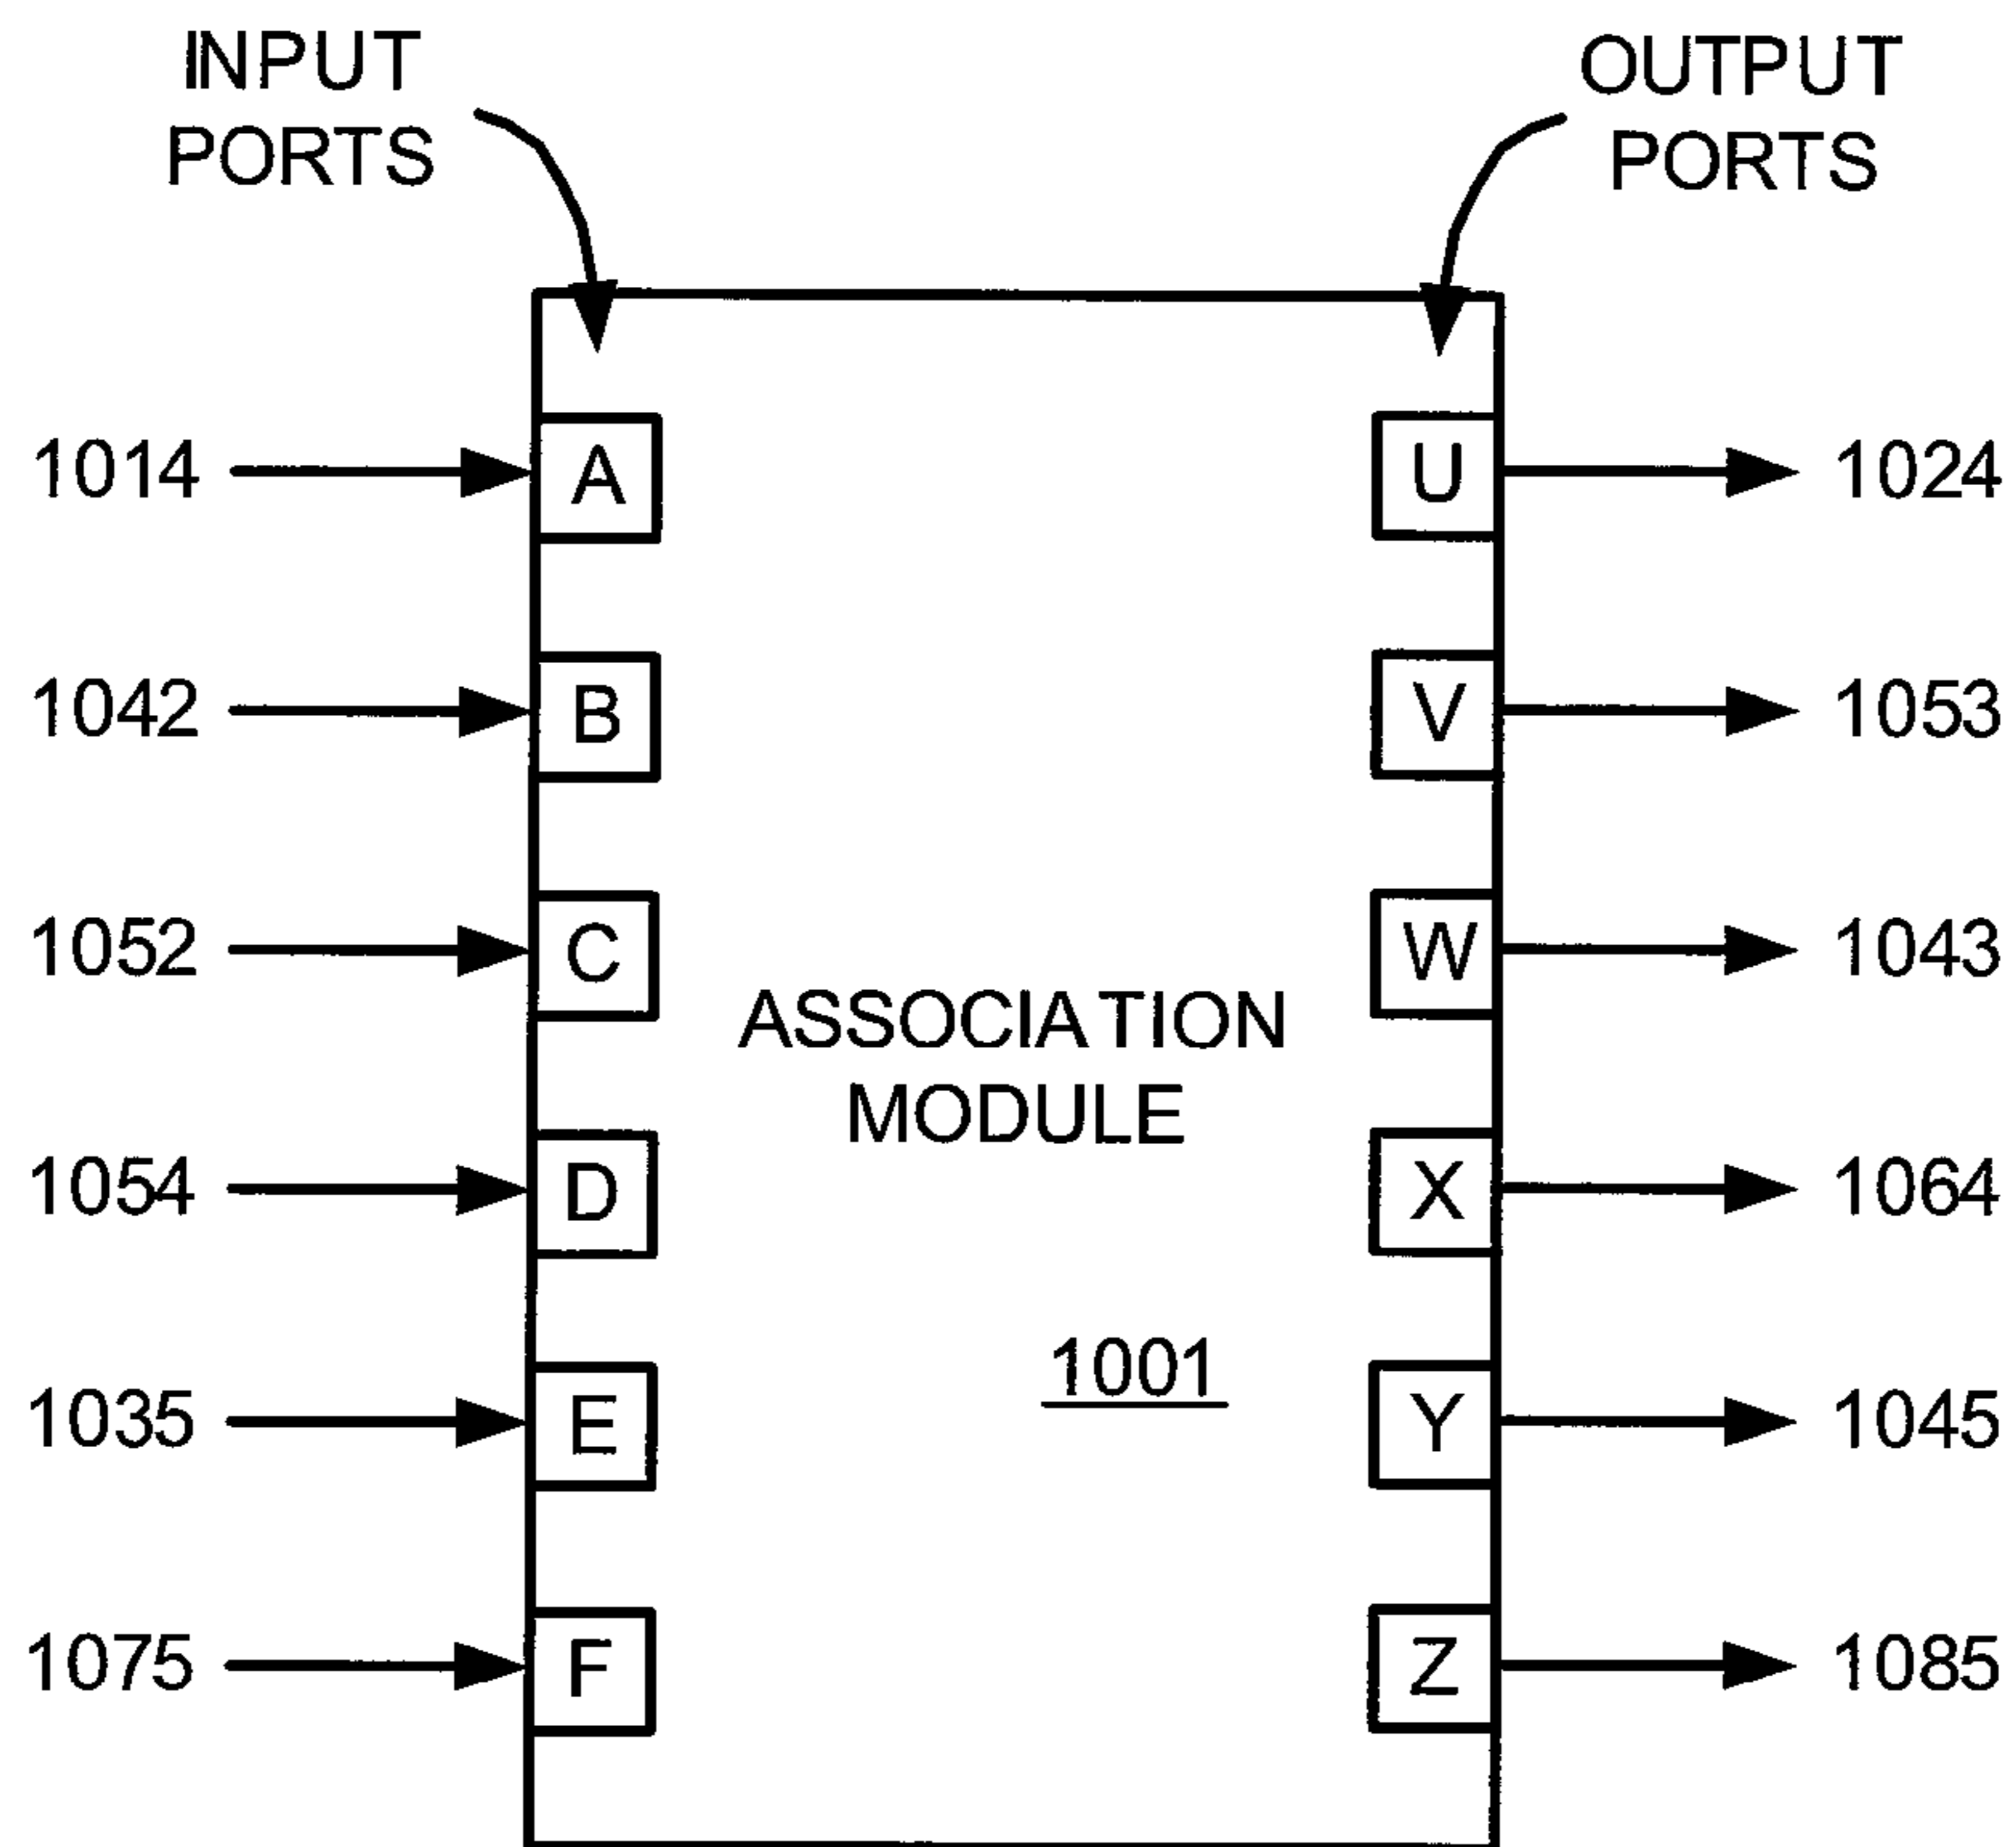 INPUT
PORTS
OUTPUT
PORTS
1014
A
U
1024
1042
B
V
1053
1052
C
W
1043
ASSOCIATION
MODULE
1054
D
X
1064
1001
1035
E
Y
1045
1075
F
Z
1085